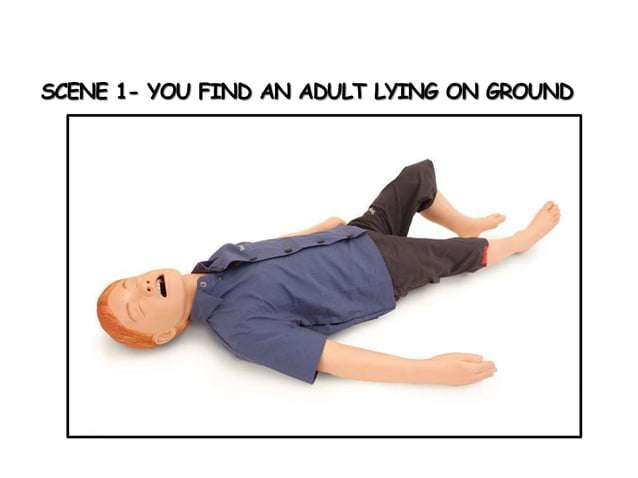 SCENE 1- YOU FIND AN ADULT LYING ON GROUND